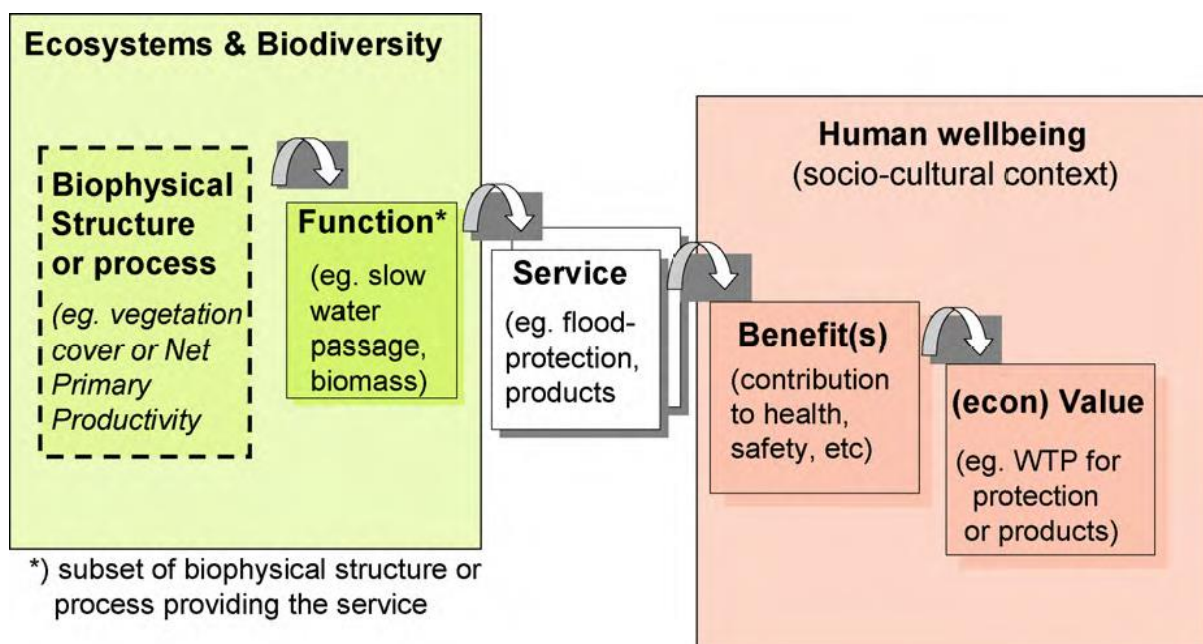 Ecosystems & Biodiversity
Biophysical
Structure
or process
(eg. vegetation
cover or Net
Primary
Productivity
Function*
(eg. slow
water
passage,
biomass)
Service
(eg. flood-
protection,
products
Human wellbeing
(socio-cultural context)
Benefit(s)
(contribution
to health,
safety, etc)
(econ) Value
(eg. WTP for
protection
or products)
*) subset of biophysical structure or
process providing the service